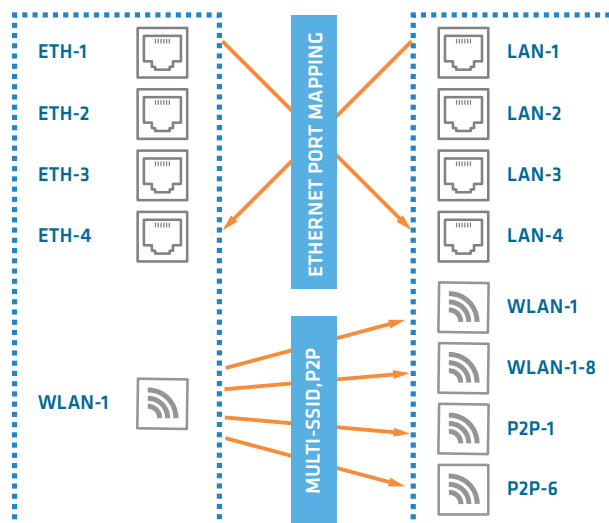 ETH-1
ETH-2
ETH-3
ETH-4
WLAN-1
ETHERNET PORT MAPPING
MULTI-SSID,P2P
LAN-1
LAN-2
LAN-3
LAN-4
WLAN-1
WLAN-1-8
P2P-1
P2P-6